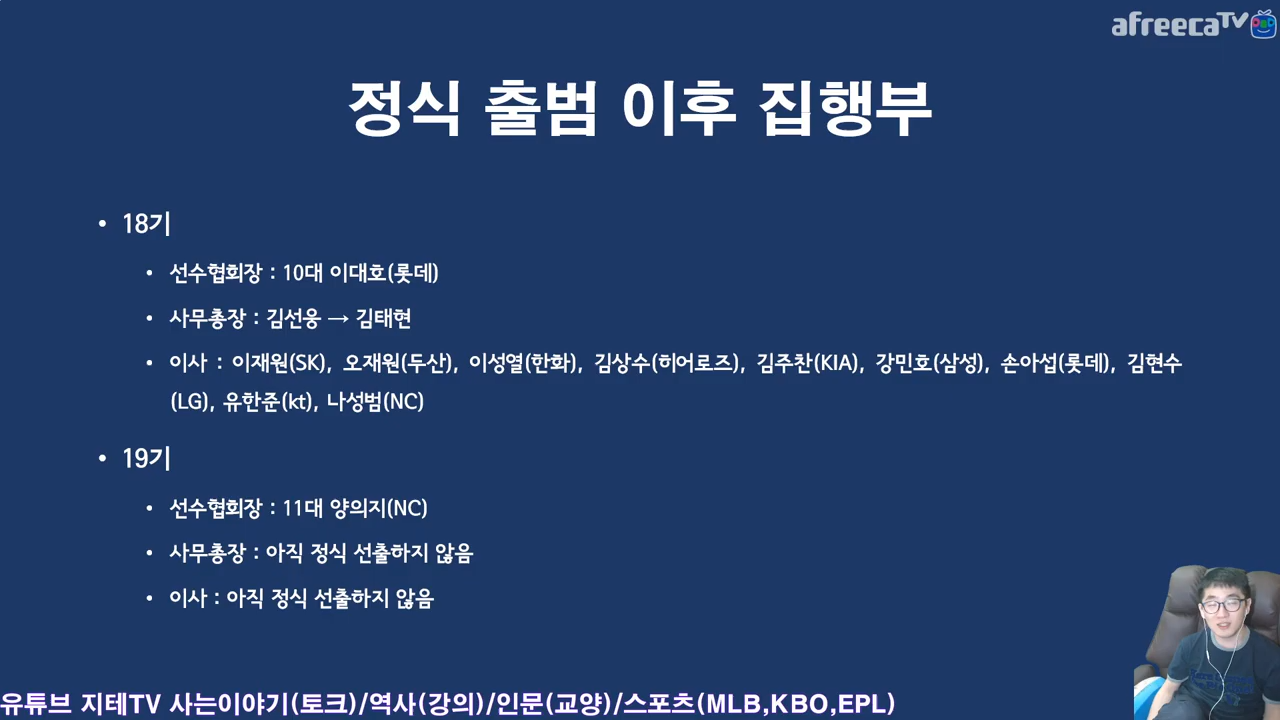 afreecaTV
정식 출범 이후 집행부
• 18기
• 선수협회장 : 10대 이대호(롯데)
• 사무총장 : 김선웅 → 김태현
• 이사 : 이재원(SK), 오재원(두산), 이성열(한화), 김상수(히어로즈), 김주찬(KIA), 강민호(삼성), 손아섭(롯데), 김현수
(LG), 유한준(kt), 나성범(NC)
• 19기
• 선수협회장 : 11대 양의지(NC)
• 사무총장 : 아직 정식 선출하지 않음
• 이사 : 아직 정식 선출하지 않음
유튜브 지테TV 사는이야기(토크)/역사(강의)/인문(교양)/스포츠(MLB,KBO,EPL)